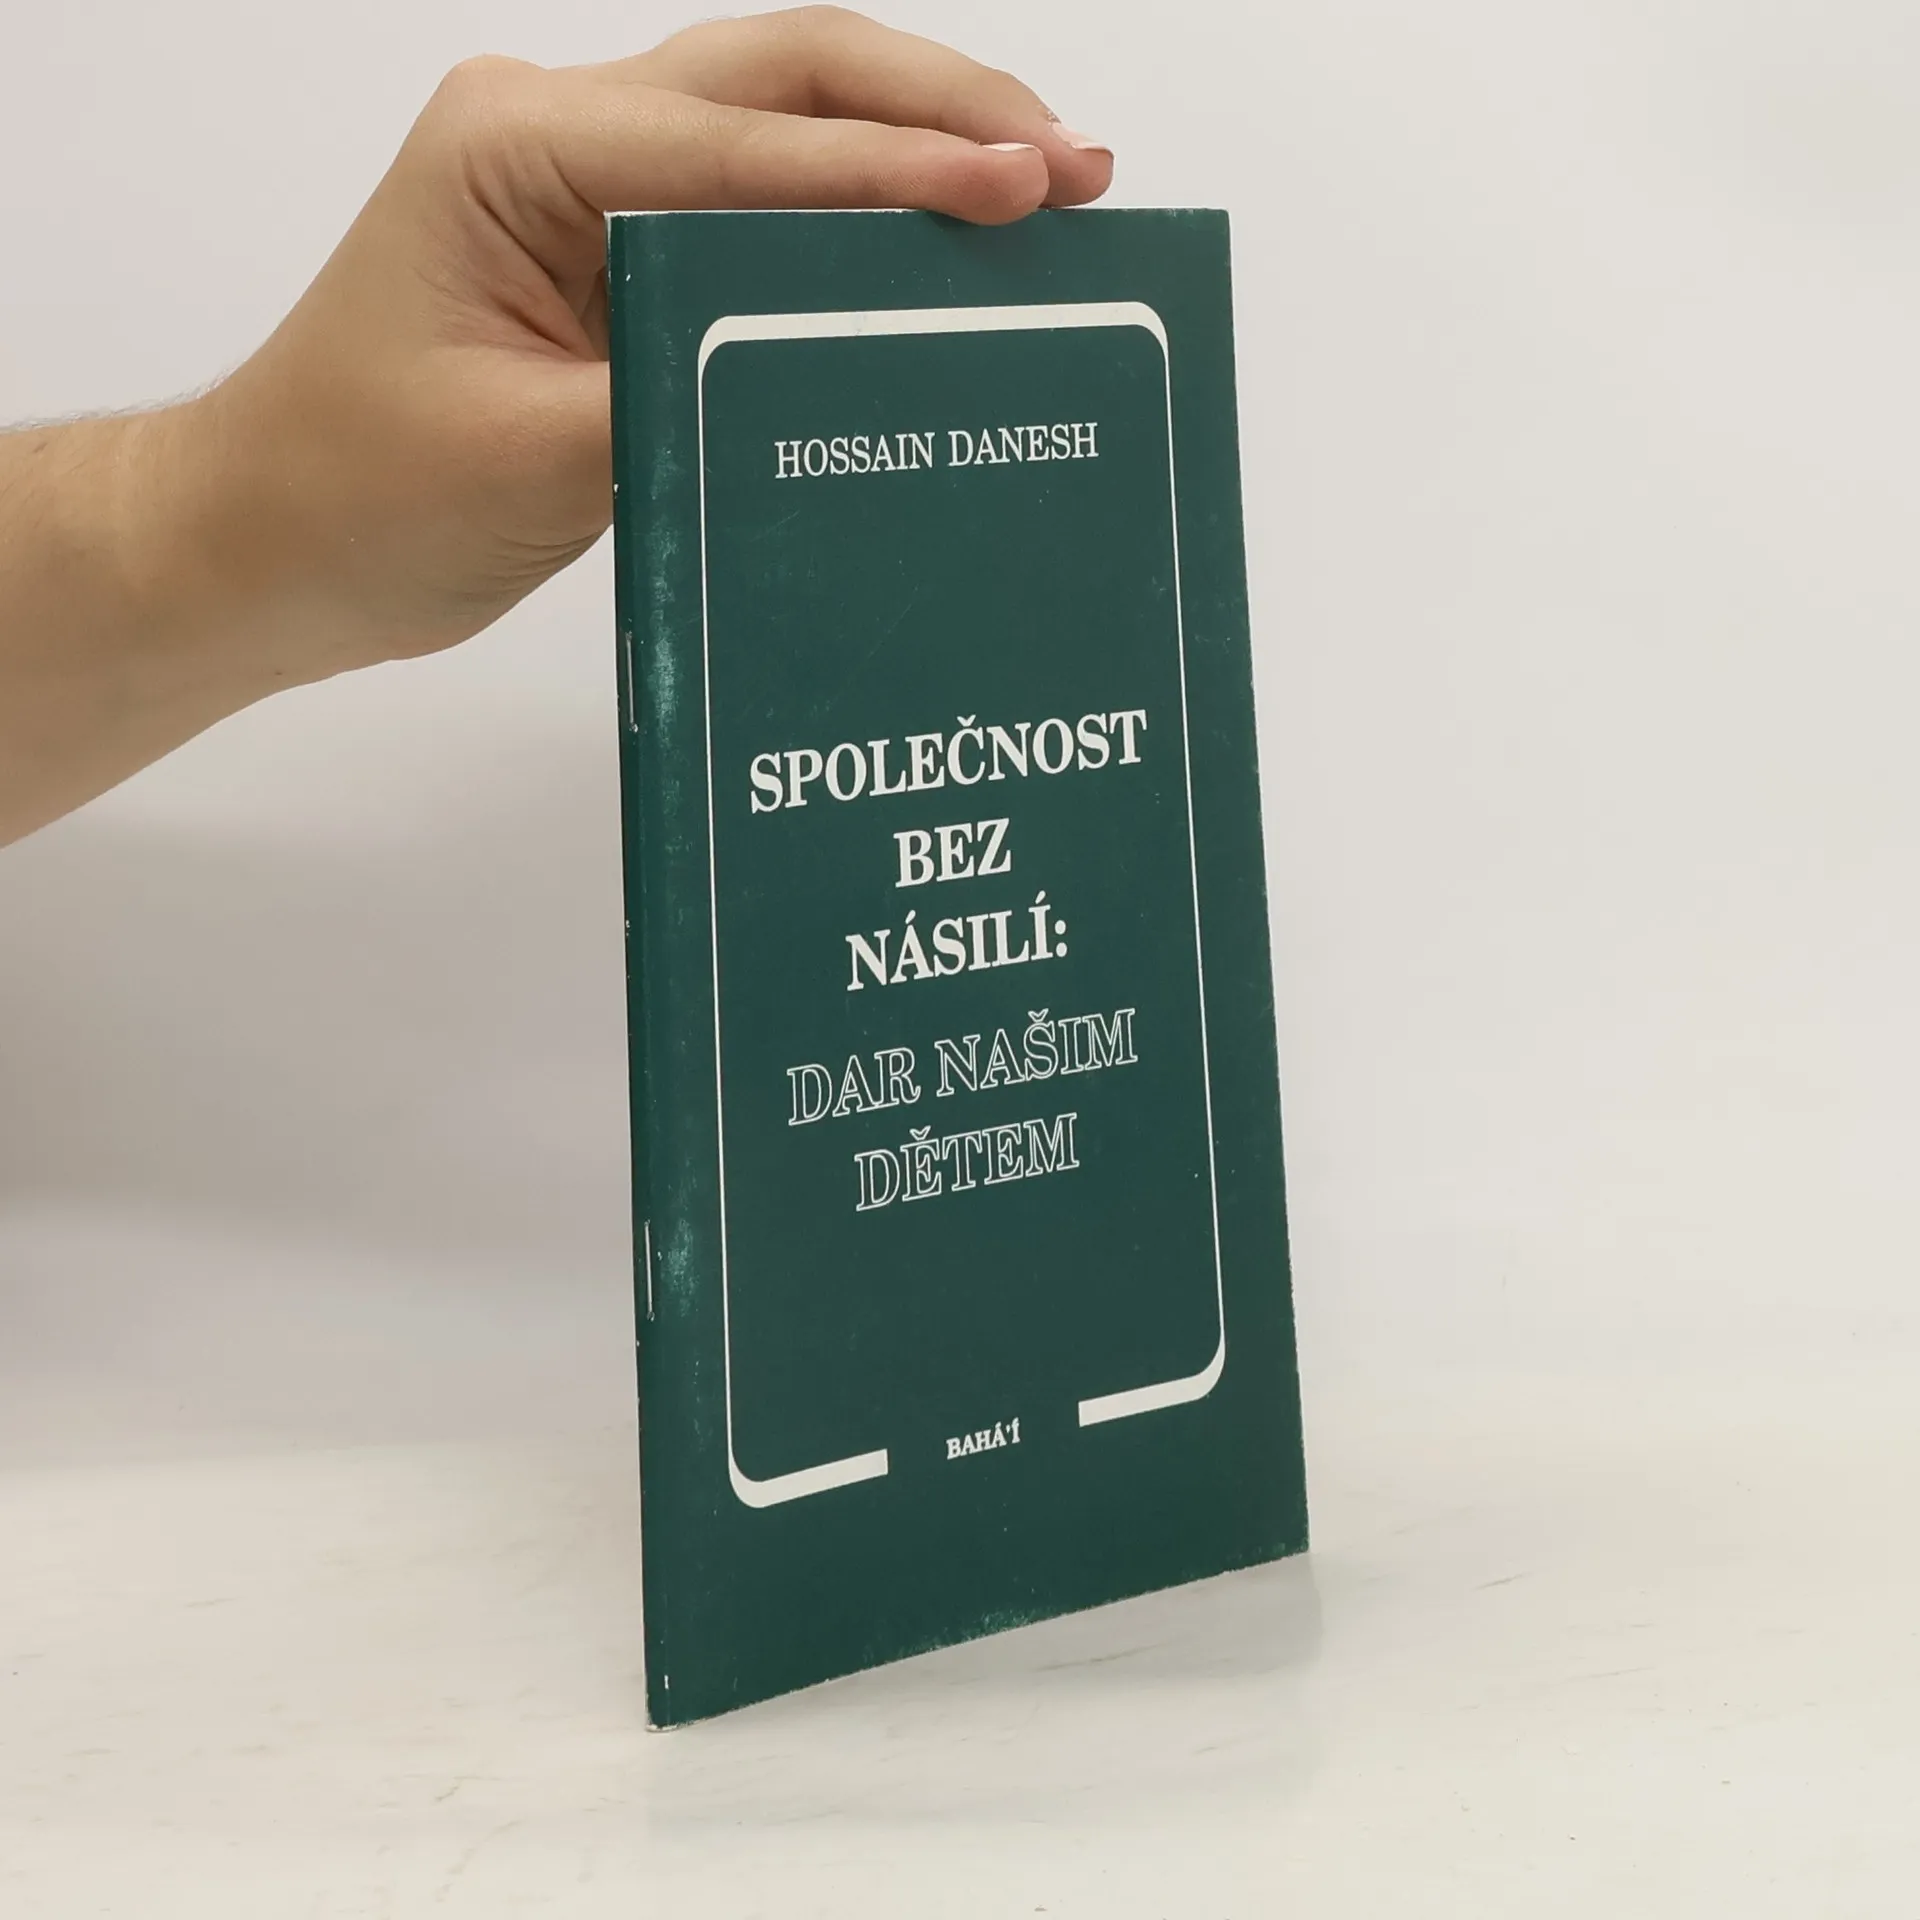 HOSSAIN DANESH
SPOLEČNOST
BEZ
NÁSILÍ:
DAR NAŠIM
DĚTEM
BAHÁ'Í